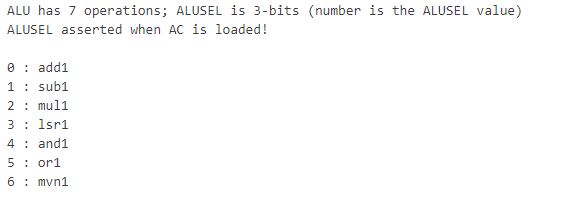 ALU has 7 operations; ALUSEL is 3-bits (number is the ALUSEL value)
ALUSEL asserted when AC is loaded!
0 : add1
1 : sub1
2 : mul1
3 : lsr1
4 : and1
5 : or1
6 : mvn1